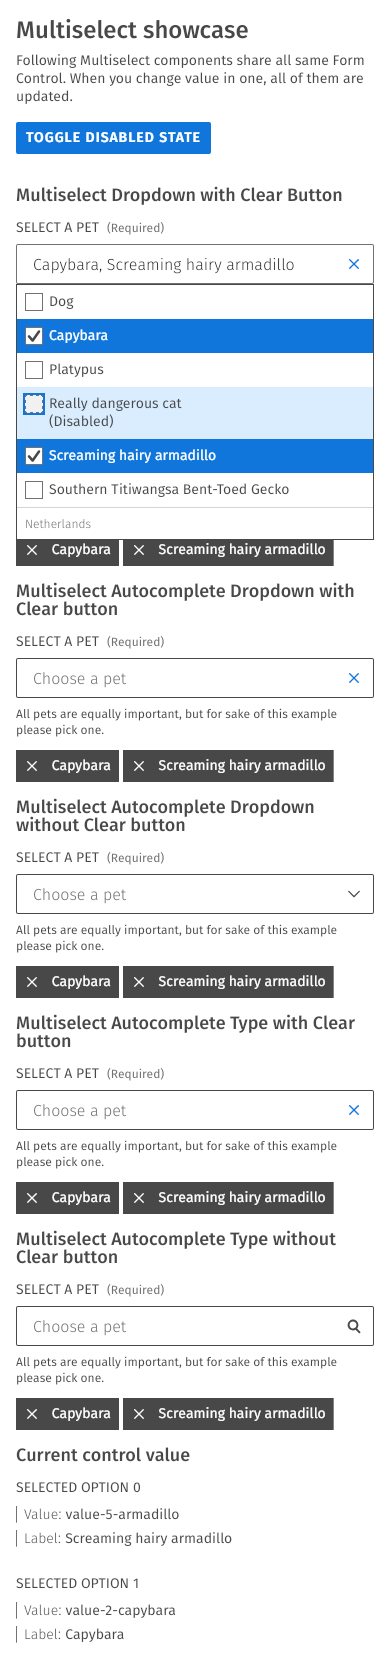 Multiselect showcase
Following Multiselect components share all same Form
Control. When you change value in one, all of them are
updated.
TOGGLE DISABLED STATE
Multiselect Dropdown with Clear Button
SELECT A PET (Required)
Capybara, Screaming hairy armadillo
Dog
Capybara
Platypus
Really dangerous cat
(Disabled)
Screaming hairy armadillo
Southern Titiwangsa Bent-Toed Gecko
Netherlands
Capybara Screaming hairy armadillo
Multiselect Autocomplete Dropdown with
Clear button
SELECT A PET (Required)
Choose a pet
All pets are equally important, but for sake of this example
please pick one.
Capybara Screaming hairy armadillo
Multiselect Autocomplete Dropdown
without Clear button
SELECT A PET (Required)
Choose a pet
All pets are equally important, but for sake of this example
please pick one.
Capybara Screaming hairy armadillo
Multiselect Autocomplete Type with Clear
button
SELECT A PET (Required)
Choose a pet
All pets are equally important, but for sake of this example
please pick one.
Capybara Screaming hairy armadillo
Multiselect Autocomplete Type without
Clear button
SELECT A PET (Required)
Choose a pet
All pets are equally important, but for sake of this example
please pick one.
Capybara Screaming hairy armadillo
Current control value
SELECTED OPTION 0
Value: value-5-armadillo
Label: Screaming hairy armadillo
SELECTED OPTION 1
Value: value-2-capybara
Label: Capybara